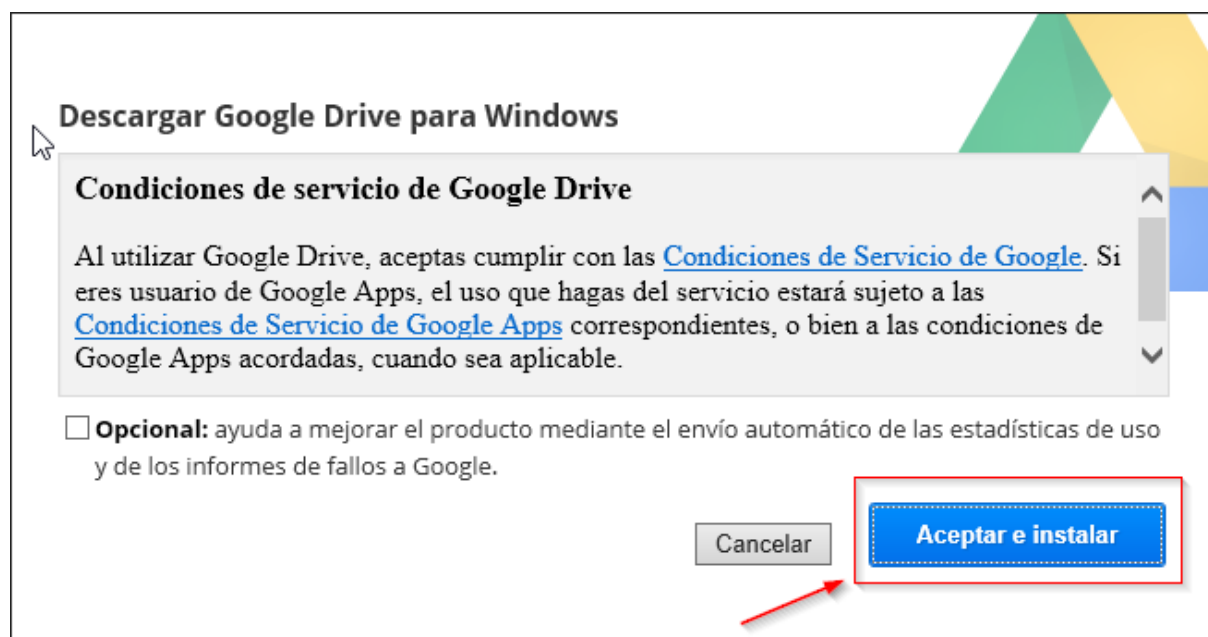 Descargar Google Drive para Windows
Condiciones de servicio de Google Drive
Al utilizar Google Drive, aceptas cumplir con las Condiciones de Servicio de Google. Si
eres usuario de Google Apps, el uso que hagas del servicio estará sujeto a las
Condiciones de Servicio de Google Apps correspondientes, o bien a las condiciones de
Google Apps acordadas, cuando sea aplicable.
Opcional: ayuda a mejorar el producto mediante el envío automático de las estadísticas de uso
y de los informes de fallos a Google.
Cancelar
Aceptar e instalar